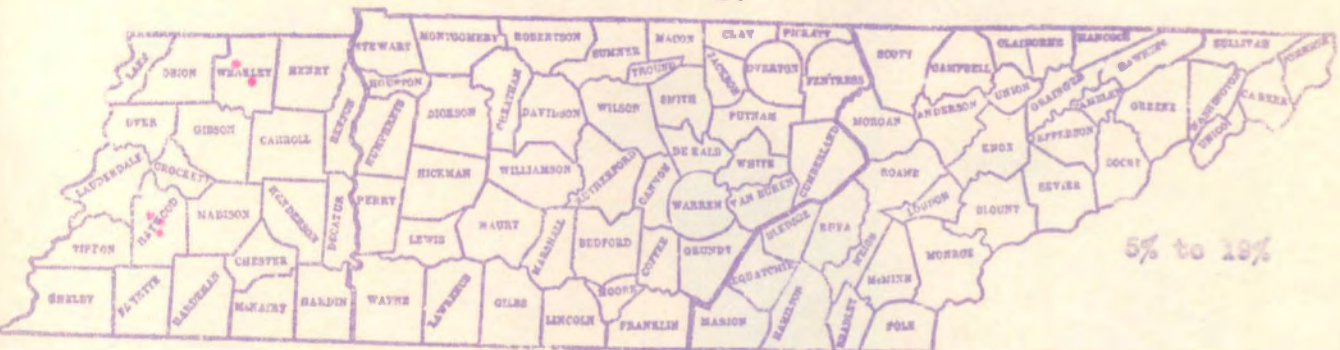 STEWART MONTGOMERY ROBERTSON SUMNER MACON CLAY PICKETT SCOTT CLAIBORNE HANCOCK SULLIVAN JOHNSON
LAKE OBION WEAKLEY HENRY HOUSTON CHEATHAM TROUSD JACKSON OVERTON FENTRESS CAMPBELL UNION GRAINGER HAWKINS WASHINGTON CARTER
DYER GIBSON CARROLL BENTON HUMPHREYS DICKSON DAVIDSON WILSON SMITH PUTNAM MORGAN ANDERSON KNOX JEFFERSON HAMBLEN GREENE UNICOI
LAUDERDALE CROCKETT HICKMAN WILLIAMSON RUTHERFORD CANNON DE KALB WHITE CUMBERLAND ROANE SEVIER COCKE
TIPTON HAYWOOD MADISON HENDERSON DECATUR PERRY LEWIS MAURY MARSHALL BEDFORD COFFEE WARREN VAN BUREN BLEDSOE RHEA MEIGS LOUDON BLOUNT
CHESTER GRUNDY SEQUATCHIE McMINN MONROE
5% to 19%
SHELBY FAYETTE HARDEMAN McNAIRY HARDIN WAYNE LAWRENCE GILES LINCOLN MOORE FRANKLIN MARION HAMILTON BRADLEY POLK